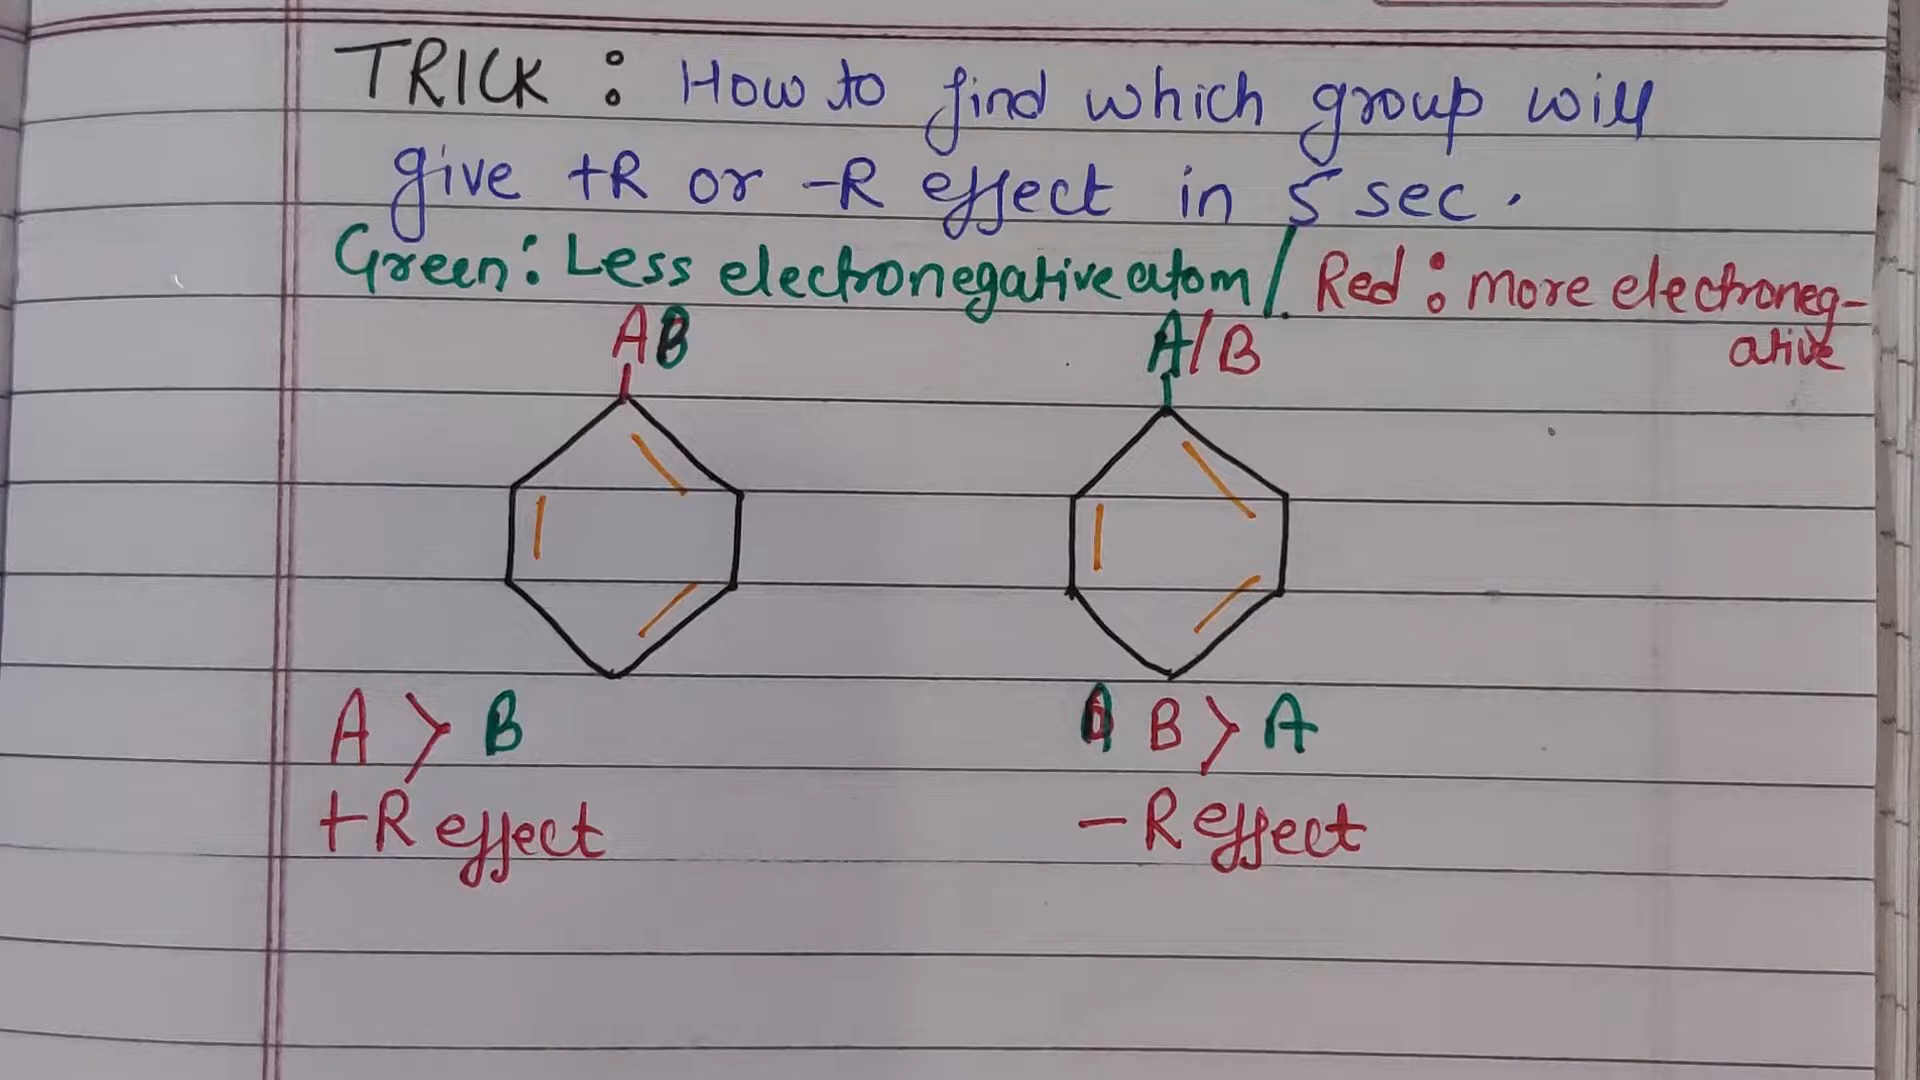 TRICK : How to find which group will
give +R or -R effect in 5 sec.
Green: Less electronegative atom / Red : more electroneg-
ative
AB
A/B
A > B
B > A
+R effect
-R effect